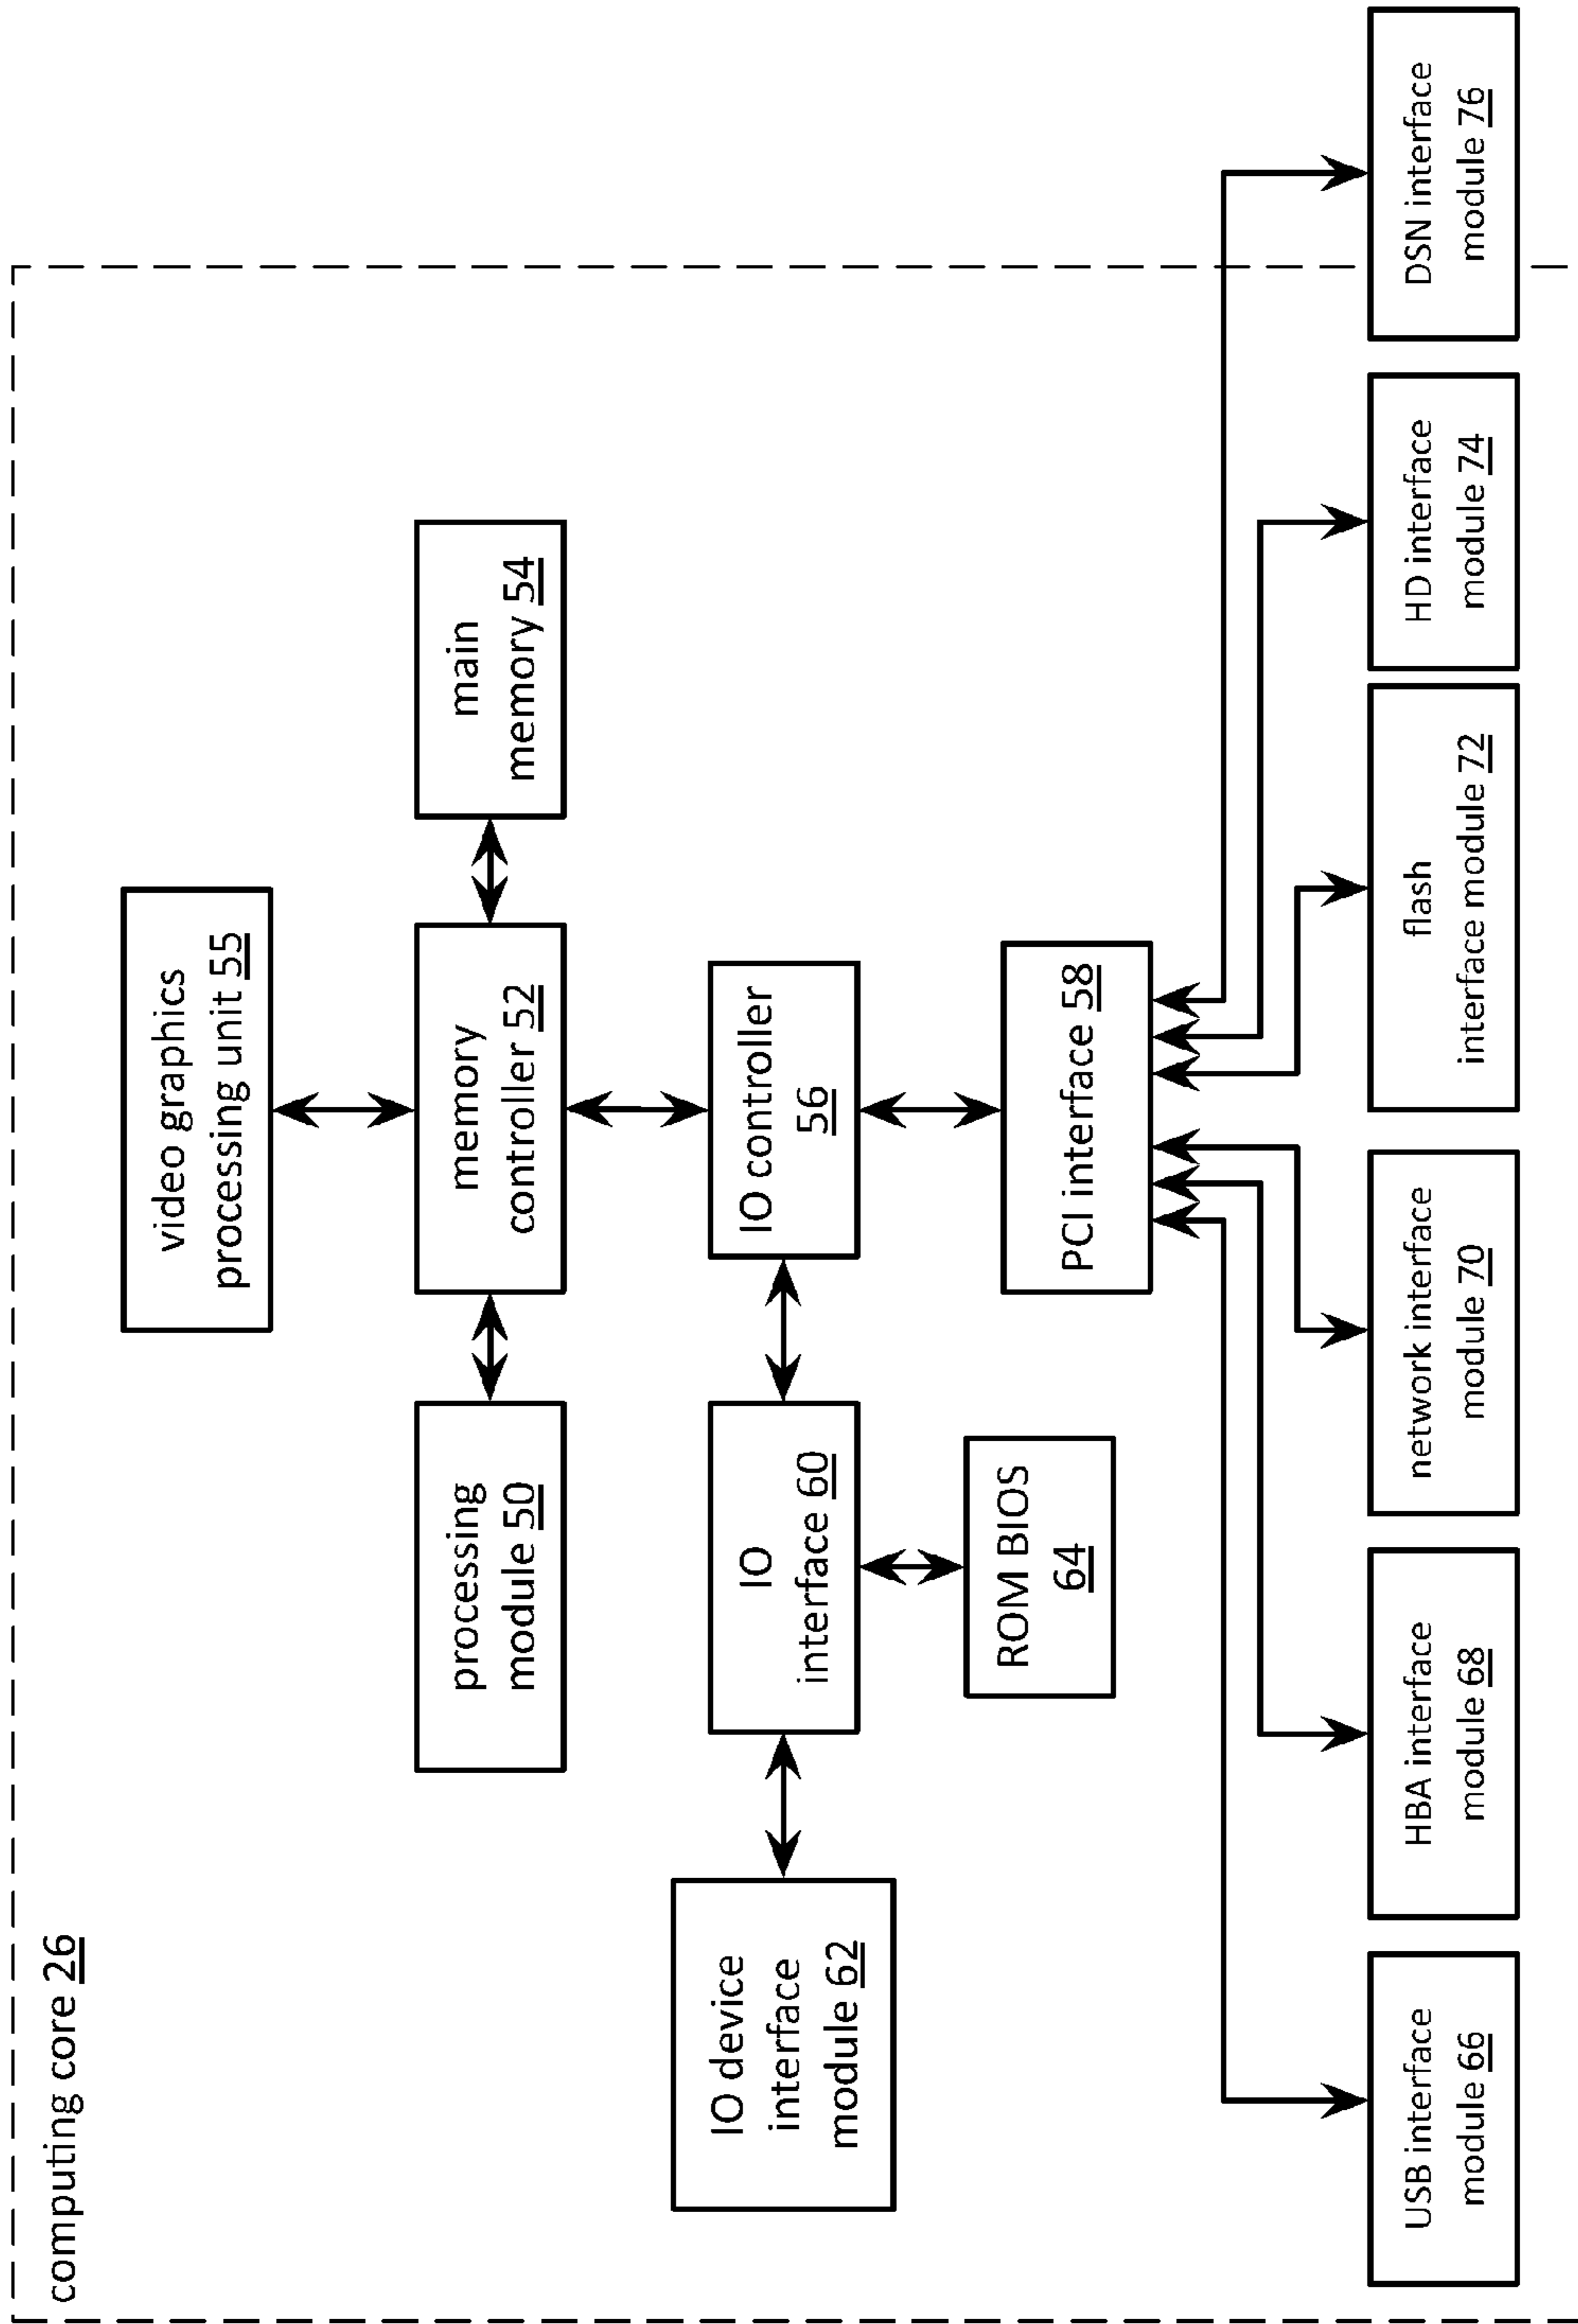 computing core 26
video graphics
processing unit 55
processing
module 50
memory
controller 52
main
memory 54
IO device
interface
module 62
IO
interface 60
IO controller
56
ROM BIOS
64
PCI interface 58
USB interface
module 66
HBA interface
module 68
network interface
module 70
flash
interface module 72
HD interface
module 74
DSN interface
module 76